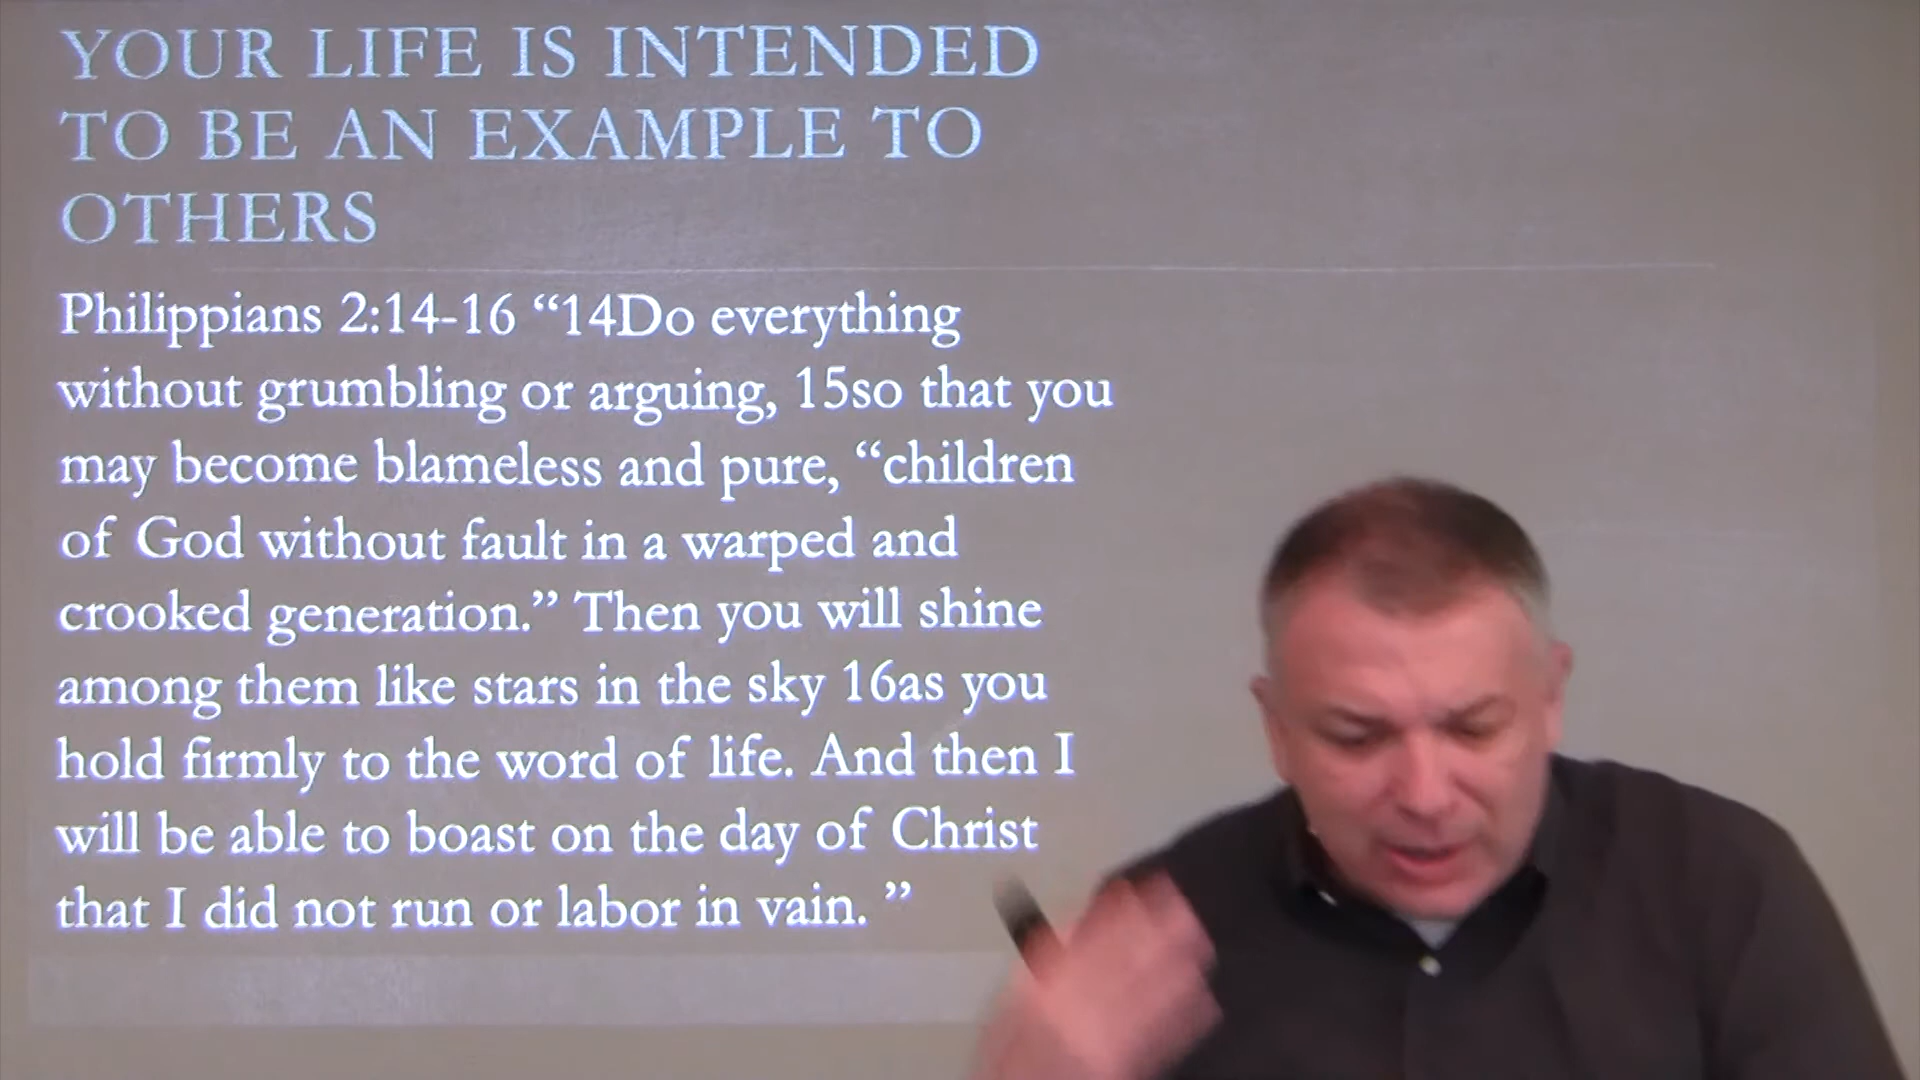 YOUR LIFE IS INTENDED
TO BE AN EXAMPLE TO
OTHERS
Philippians 2:14-16 “14Do everything
without grumbling or arguing, 15so that you
may become blameless and pure, “children
of God without fault in a warped and
crooked generation.” Then you will shine
among them like stars in the sky 16as you
hold firmly to the word of life. And then I
will be able to boast on the day of Christ
that I did not run or labor in vain. ”